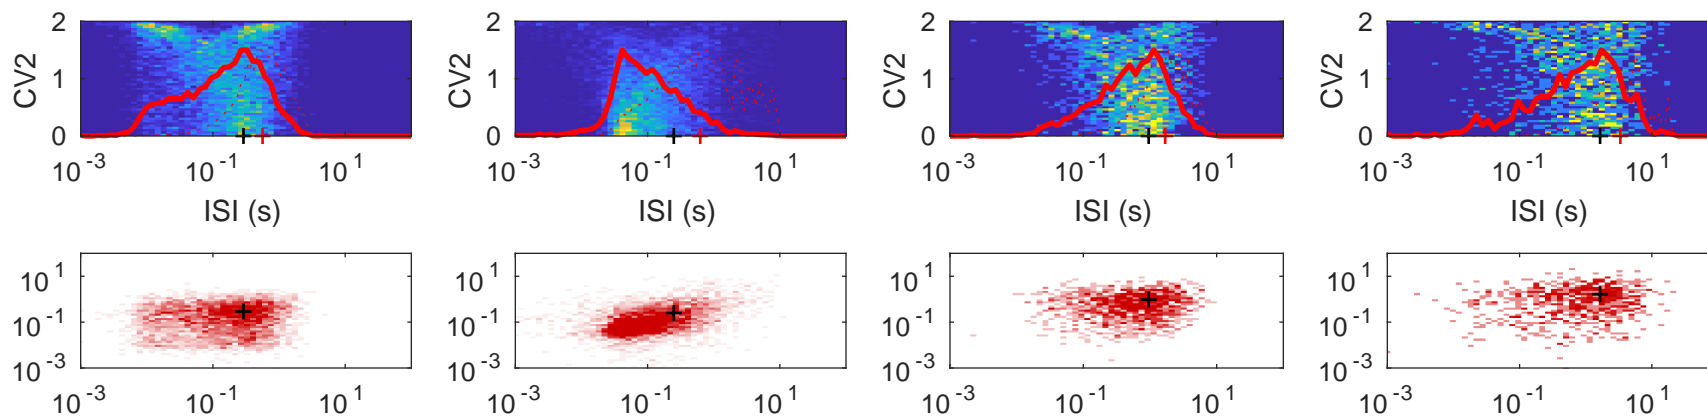 2 2 2 2
CV2 CV2 CV2 CV2
1 1 1 1
0 0 0 0
10^-3 10^-1 10^1 10^-3 10^-1 10^1 10^-3 10^-1 10^1 10^-3 10^-1 10^1
ISI (s) ISI (s) ISI (s) ISI (s)
10^1 10^1 10^1 10^1
10^-1 10^-1 10^-1 10^-1
10^-3 10^-3 10^-3 10^-3
10^-3 10^-1 10^1 10^-3 10^-1 10^1 10^-3 10^-1 10^1 10^-3 10^-1 10^1